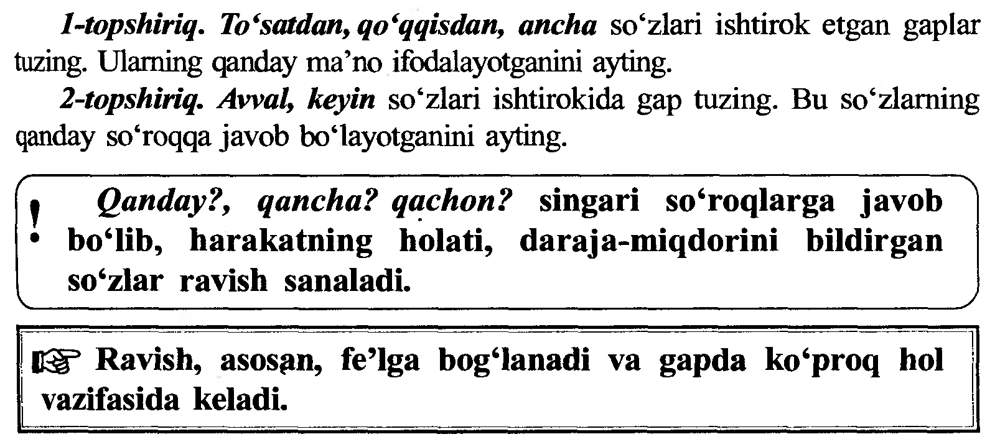 1-topshiriq. To‘satdan, qo‘qqisdan, ancha so‘zlari ishtirok etgan gaplar
tuzing. Ularning qanday ma’no ifodalayotganini ayting.
2-topshiriq. Avval, keyin so‘zlari ishtirokida gap tuzing. Bu so‘zlarning
qanday so‘roqqa javob bo‘layotganini ayting.
! Qanday?, qancha? qachon? singari so‘roqlarga javob
bo‘lib, harakatning holati, daraja-miqdorini bildirgan
so‘zlar ravish sanaladi.
☞ Ravish, asosan, fe’lga bog‘lanadi va gapda ko‘proq hol
vazifasida keladi.